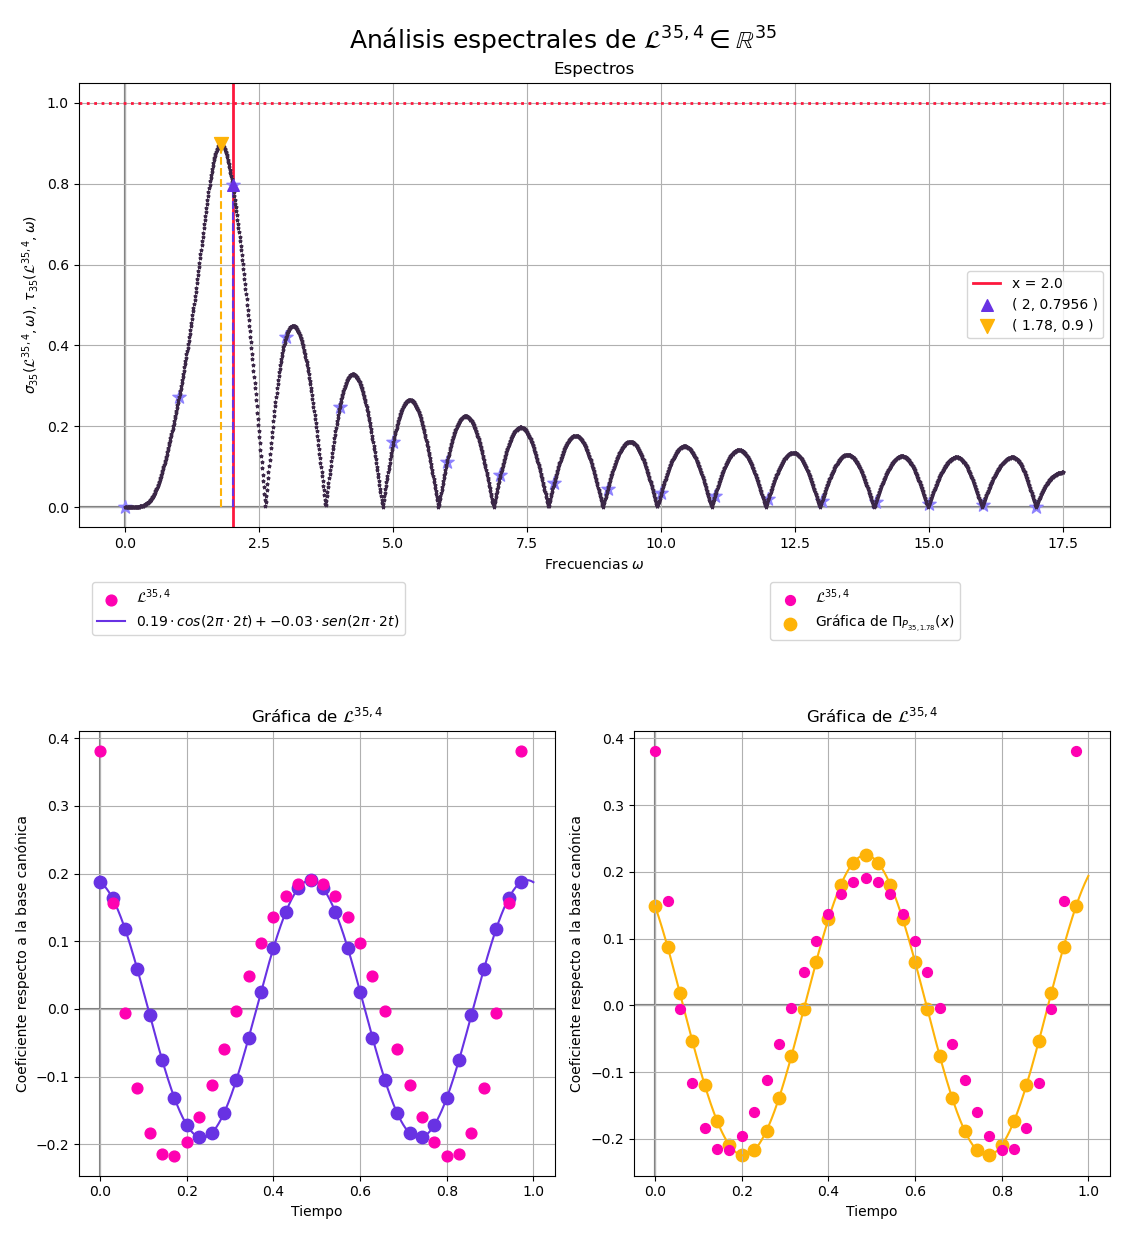 Análisis espectrales de $\mathcal{L}^{35,4} \in \mathbb{R}^{35}$
Espectros
1.0
0.8
0.6
0.4
0.2
0.0
$\sigma_{35}(\mathcal{L}^{35,4}, \omega), \tau_{35}(\mathcal{L}^{35,4}, \omega)$
x = 2.0
( 2, 0.7956 )
( 1.78, 0.9 )
0.0 2.5 5.0 7.5 10.0 12.5 15.0 17.5
Frecuencias $\omega$
$\mathcal{L}^{35,4}$
$0.19 \cdot cos(2\pi \cdot 2t) + -0.03 \cdot sen(2\pi \cdot 2t)$
$\mathcal{L}^{35,4}$
Gráfica de $\Pi_{P_{35,1.78}}(x)$
Gráfica de $\mathcal{L}^{35,4}$
0.4
0.3
0.2
0.1
0.0
−0.1
−0.2
Coeficiente respecto a la base canónica
0.0 0.2 0.4 0.6 0.8 1.0
Tiempo
Gráfica de $\mathcal{L}^{35,4}$
0.4
0.3
0.2
0.1
0.0
−0.1
−0.2
Coeficiente respecto a la base canónica
0.0 0.2 0.4 0.6 0.8 1.0
Tiempo